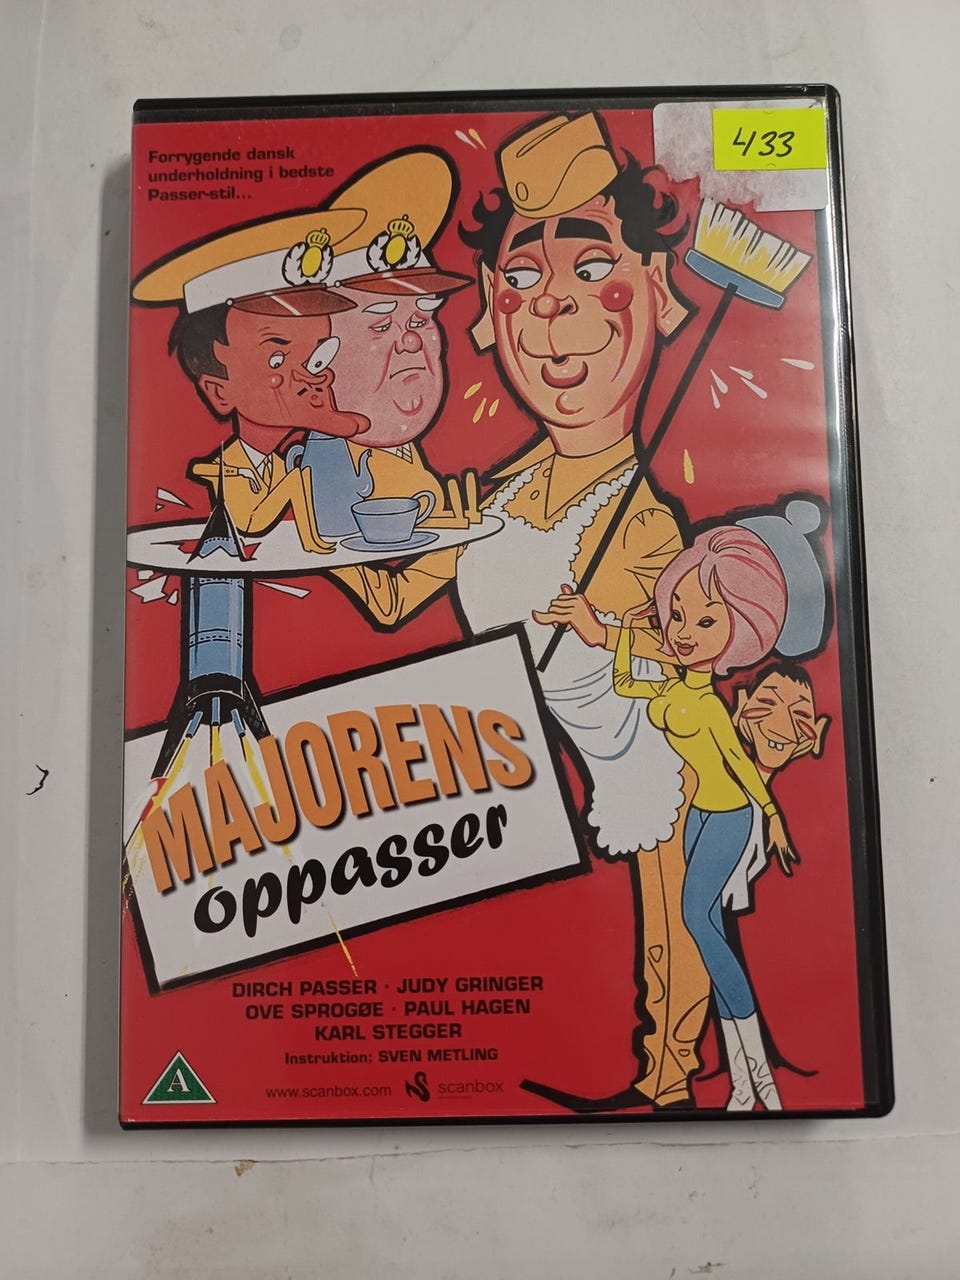 Forrygende dansk
underholdning i bedste
Passer-stil...
433
MAJORENS
oppasser
DIRCH PASSER · JUDY GRINGER
OVE SPROGØE · PAUL HAGEN
KARL STEGGER
Instruktion: SVEN METLING
A
www.scanbox.com scanbox